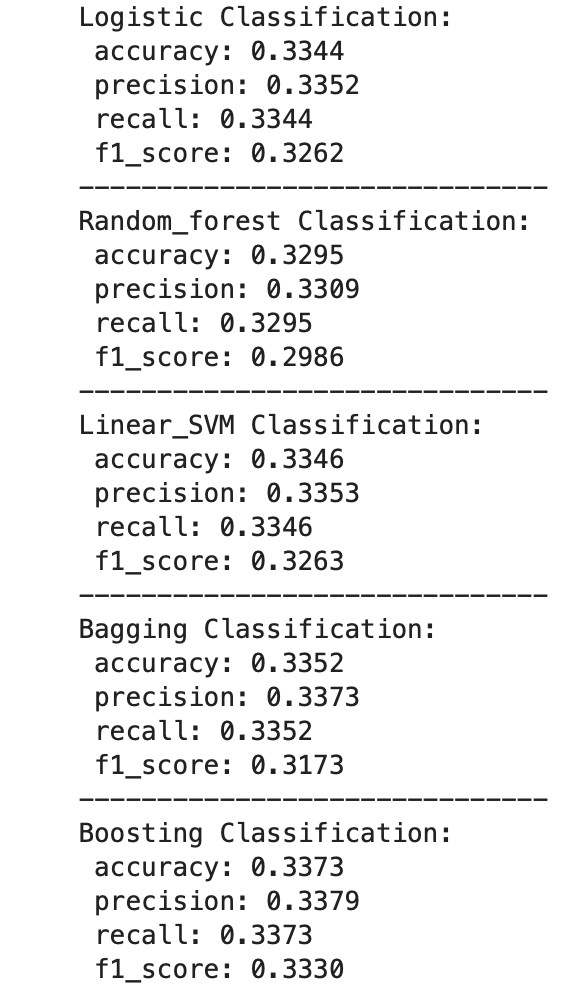 Logistic Classification:
accuracy: 0.3344
precision: 0.3352
recall: 0.3344
f1_score: 0.3262
------------------------------
Random_forest Classification:
accuracy: 0.3295
precision: 0.3309
recall: 0.3295
f1_score: 0.2986
------------------------------
Linear_SVM Classification:
accuracy: 0.3346
precision: 0.3353
recall: 0.3346
f1_score: 0.3263
------------------------------
Bagging Classification:
accuracy: 0.3352
precision: 0.3373
recall: 0.3352
f1_score: 0.3173
------------------------------
Boosting Classification:
accuracy: 0.3373
precision: 0.3379
recall: 0.3373
f1_score: 0.3330